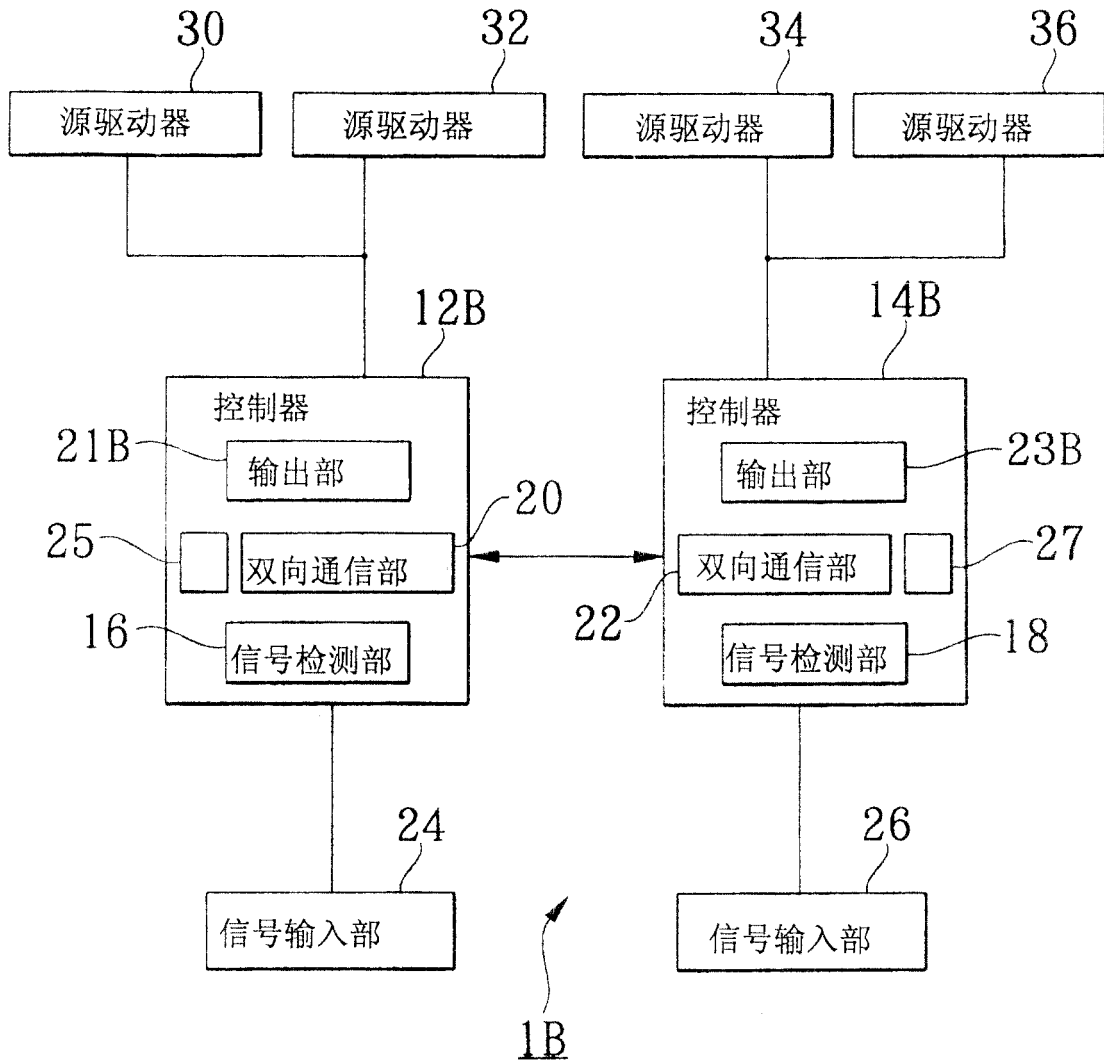 30 32 34 36
源驱动器 源驱动器 源驱动器 源驱动器
12B 14B
控制器 控制器
21B 输出部 输出部 23B
20
25 双向通信部 双向通信部 27
22
16 信号检测部 信号检测部 18
24 26
信号输入部 信号输入部
1B